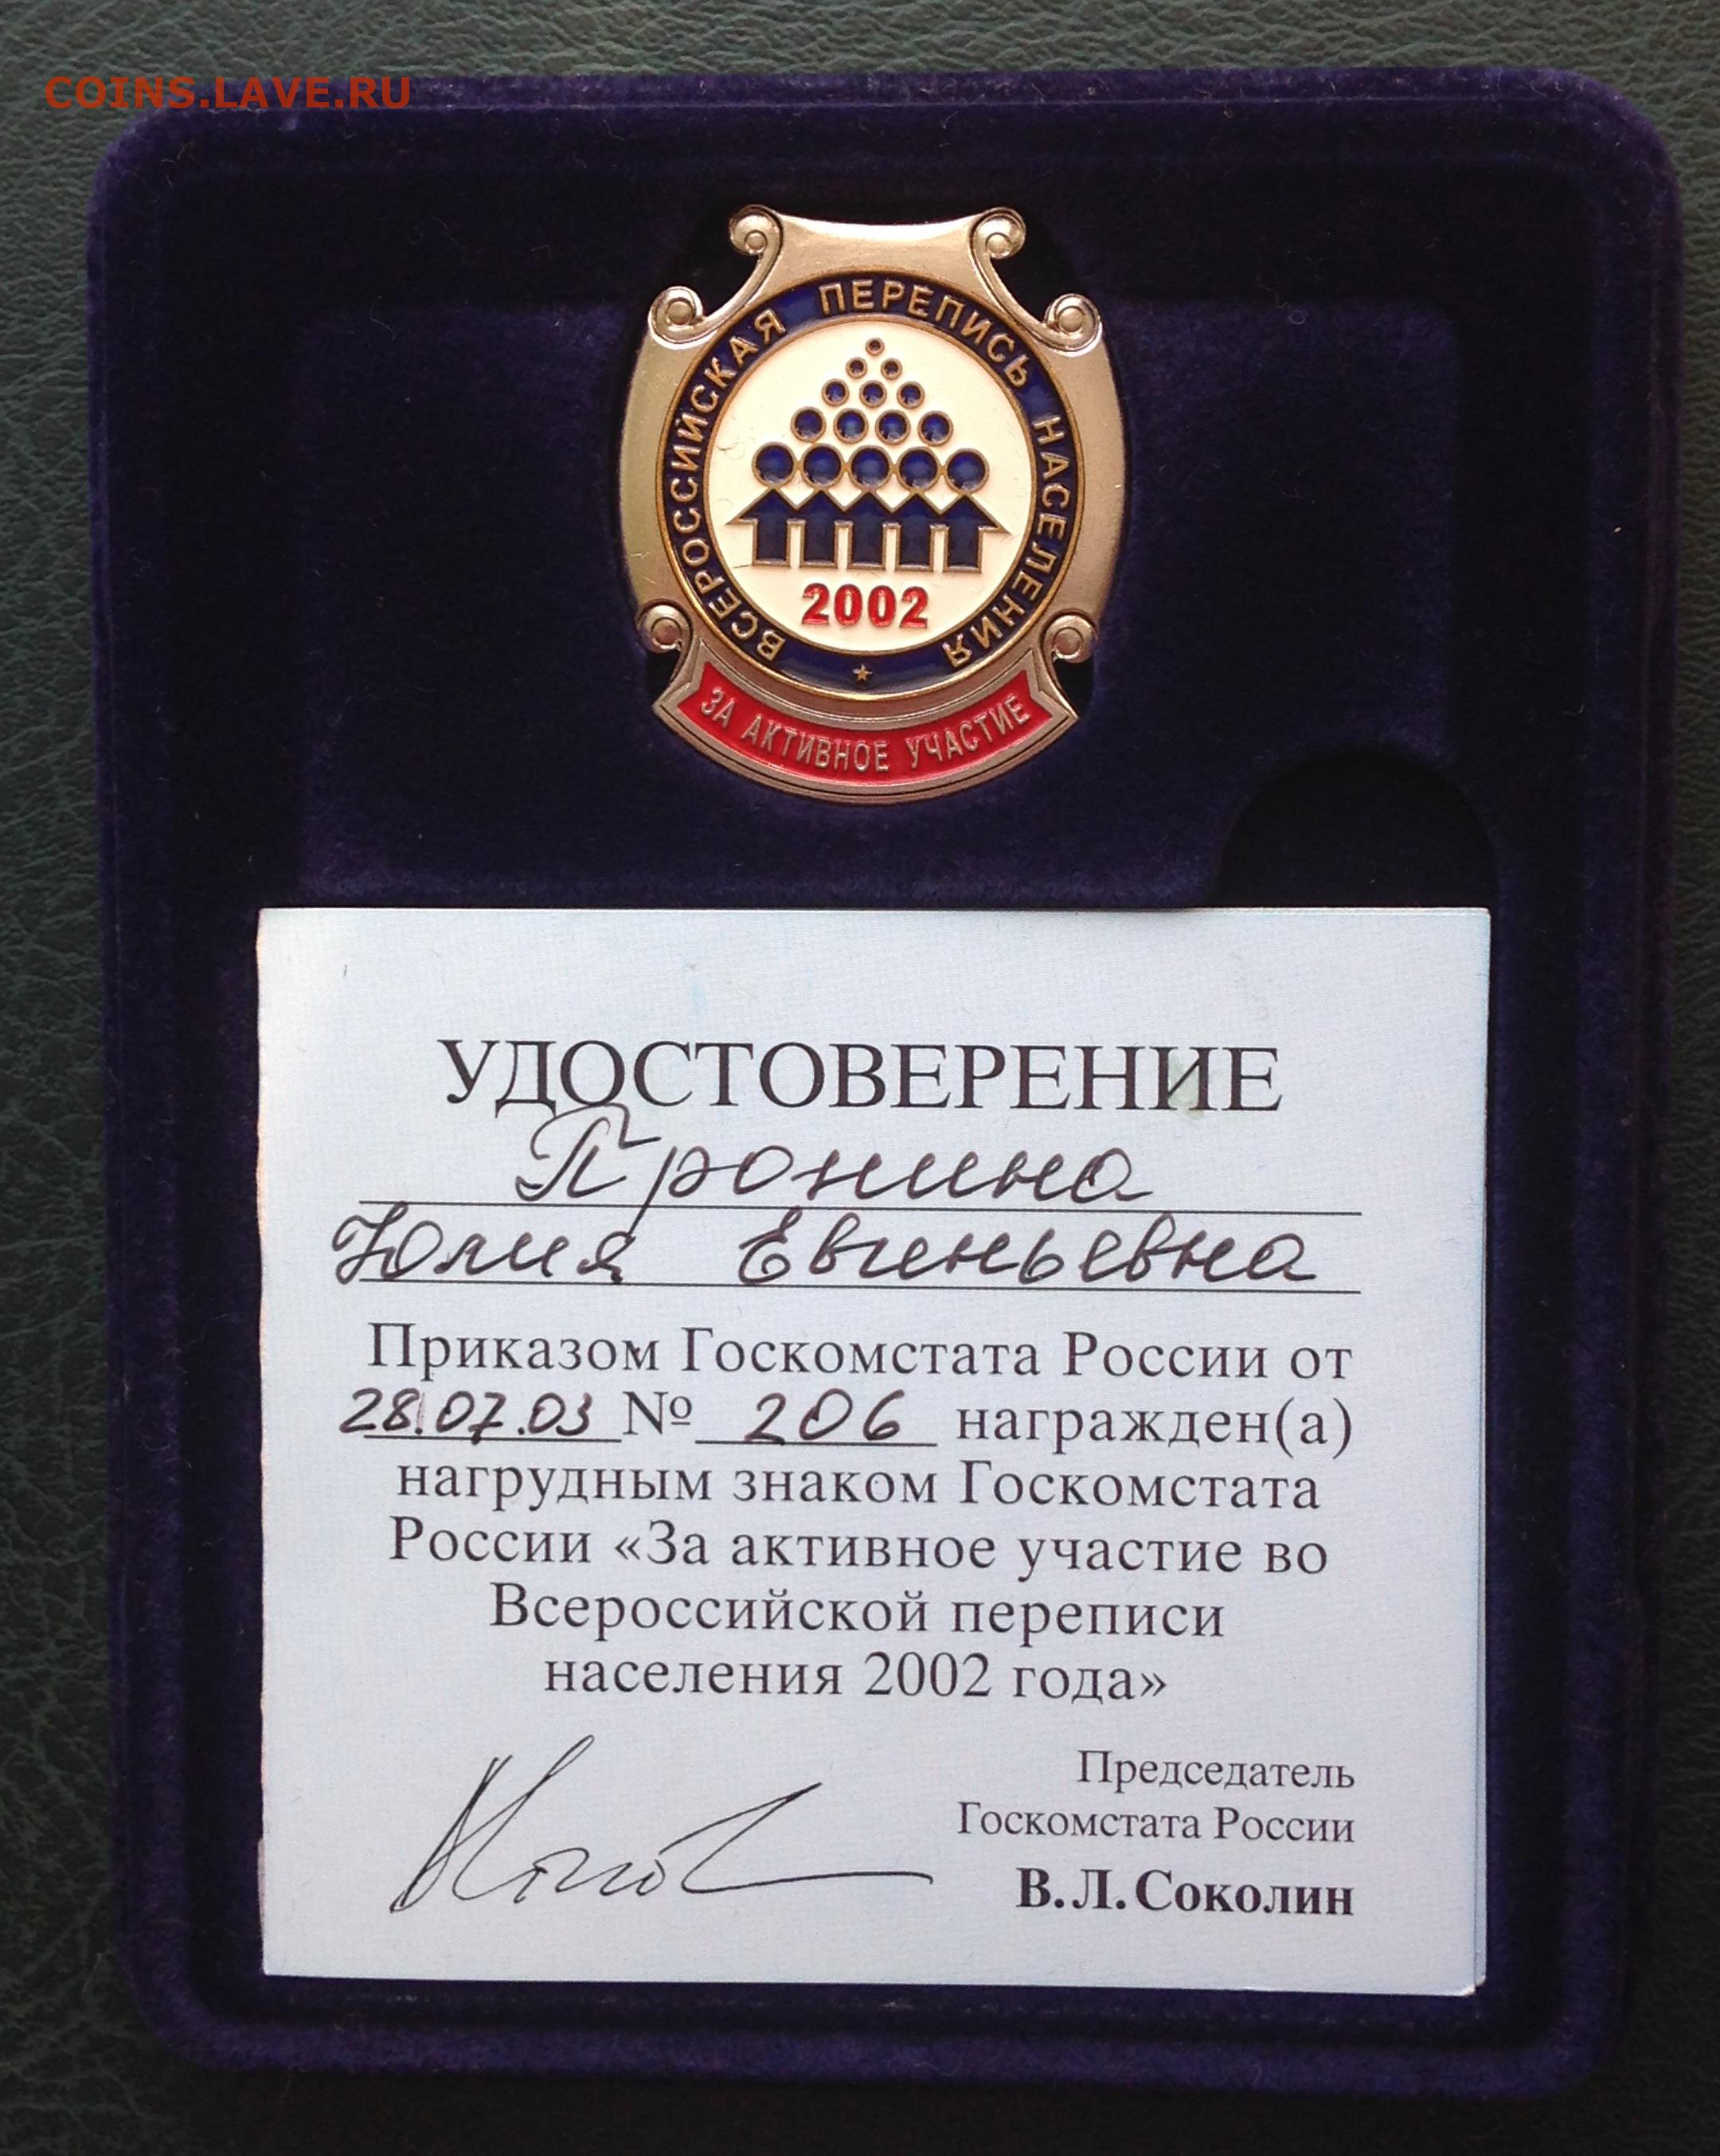 COINS.LAVE.RU
ВСЕРОССИЙСКАЯ ПЕРЕПИСЬ НАСЕЛЕНИЯ
2002
ЗА АКТИВНОЕ УЧАСТИЕ
УДОСТОВЕРЕНИЕ
Пронина
Юлия Евгеньевна
Приказом Госкомстата России от
28.07.03 № 206 награжден(а)
нагрудным знаком Госкомстата
России «За активное участие во
Всероссийской переписи
населения 2002 года»
Председатель
Госкомстата России
В.Л.Соколин